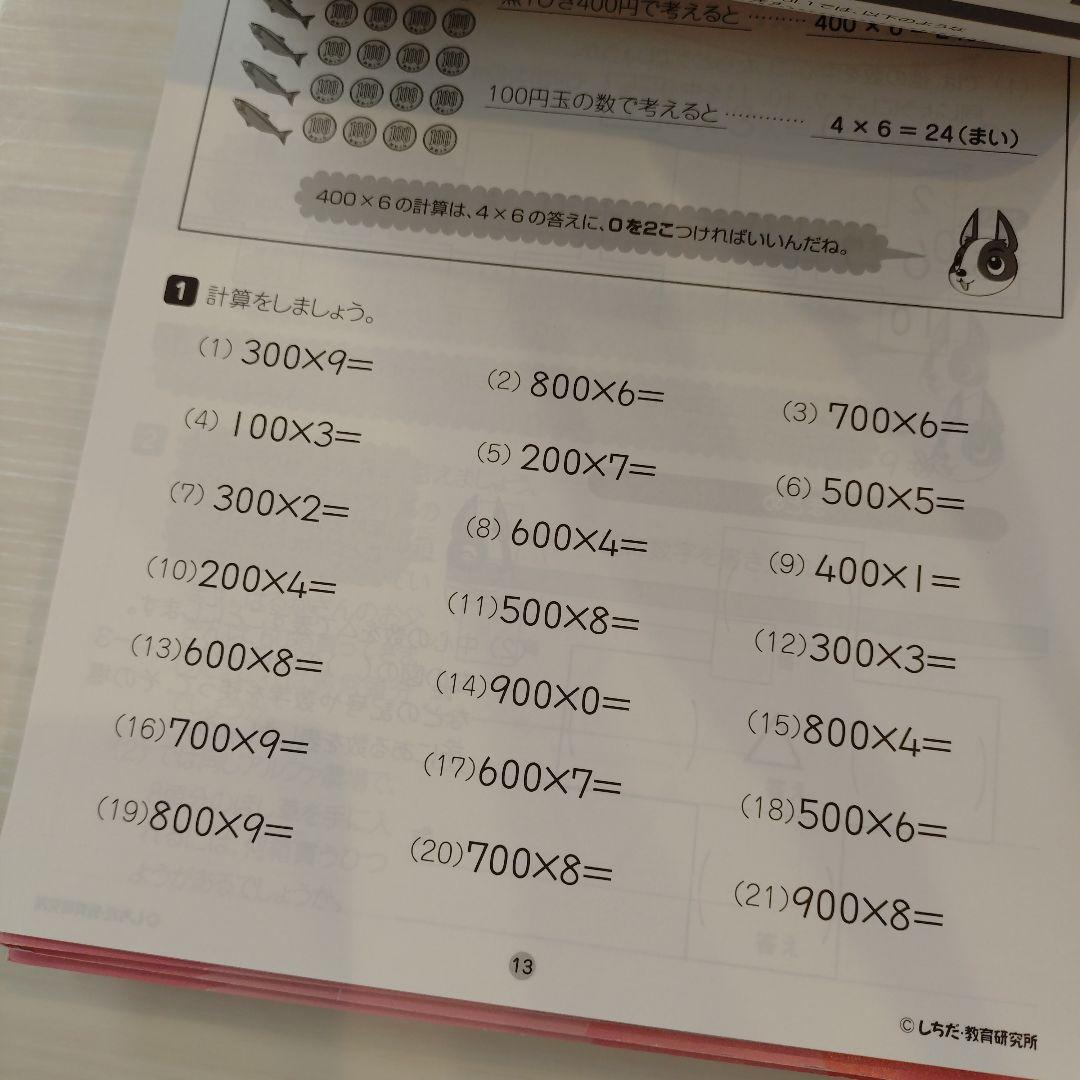 で考えると ………
100円玉の数で考えると ………… 4×6=24(まい)
400×6の計算は、4×6の答えに、0を2こつければいいんだね。
1 計算をしましょう。
(1) 300×9= (2) 800×6= (3) 700×6=
(4) 100×3= (5) 200×7= (6) 500×5=
(7) 300×2= (8) 600×4= (9) 400×1=
(10) 200×4= (11) 500×8= (12) 300×3=
(13) 600×8= (14) 900×0= (15) 800×4=
(16) 700×9= (17) 600×7= (18) 500×6=
(19) 800×9= (20) 700×8= (21) 900×8=
13
©しちだ・教育研究所